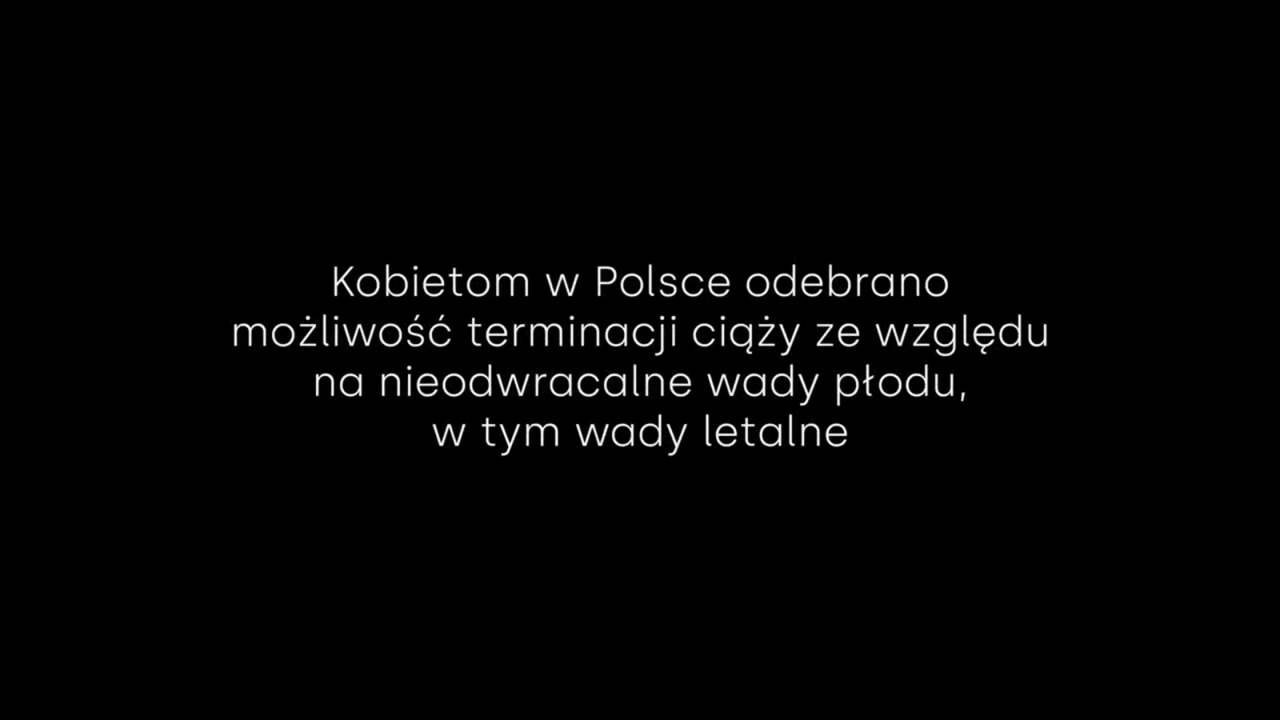 Kobietom w Polsce odebrano
możliwość terminacji ciąży ze względu
na nieodwracalne wady płodu,
w tym wady letalne